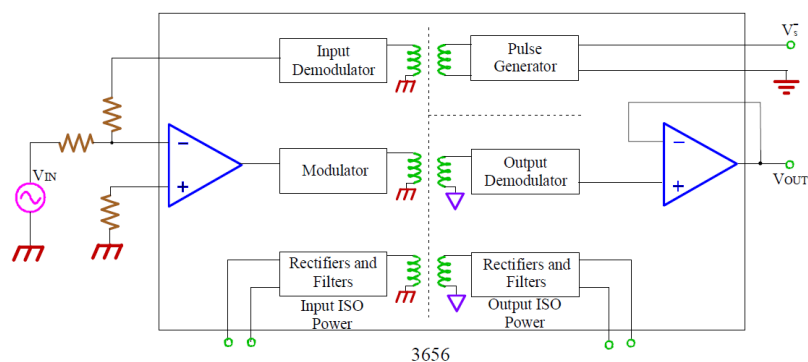 Input
Demodulator
Pulse
Generator
Vs-
VIN
−
+
Modulator
Output
Demodulator
−
+
VOUT
Rectifiers and
Filters
Input ISO
Power
Rectifiers and
Filters
Output ISO
Power
3656